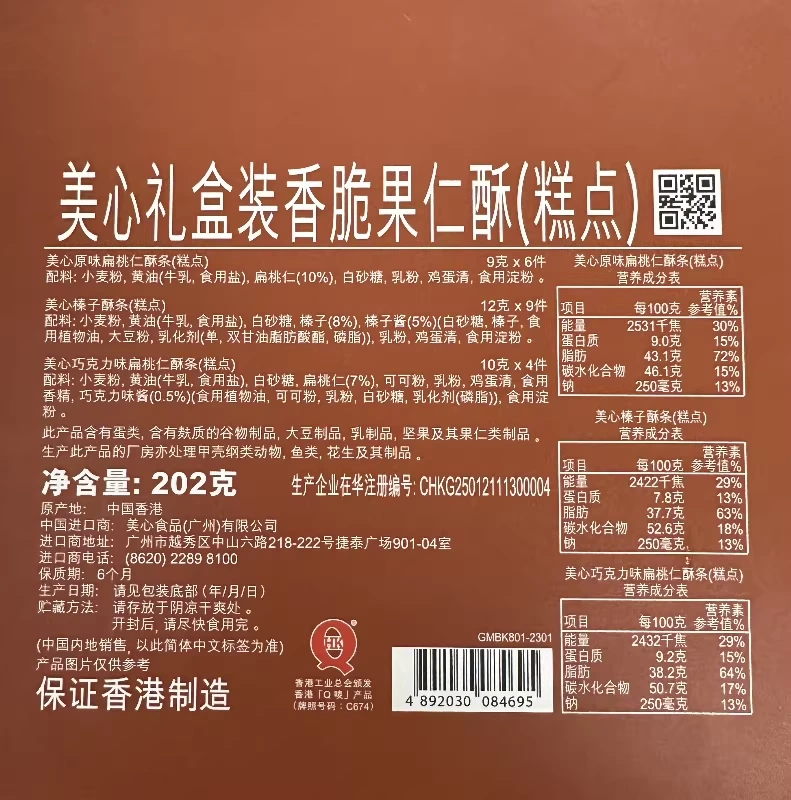 美心礼盒装香脆果仁酥(糕点)
美心原味扁桃仁酥条(糕点) 9克 x 6件
配料: 小麦粉, 黄油(牛乳, 食用盐), 扁桃仁(10%), 白砂糖, 乳粉, 鸡蛋清, 食用淀粉。
美心榛子酥条(糕点) 12克 x 9件
配料: 小麦粉, 黄油(牛乳, 食用盐), 白砂糖, 榛子(8%), 榛子酱(5%)(白砂糖, 榛子, 食
用植物油, 大豆粉, 乳化剂(单, 双甘油脂肪酸酯, 磷脂)), 乳粉, 鸡蛋清, 食用淀粉。
美心巧克力味扁桃仁酥条(糕点) 10克 x 4件
配料: 小麦粉, 黄油(牛乳, 食用盐), 白砂糖, 扁桃仁(7%), 可可粉, 乳粉, 鸡蛋清, 食用
香精, 巧克力味酱(0.5%)(食用植物油, 可可粉, 乳粉, 白砂糖, 乳化剂(磷脂)), 食用淀
粉。
此产品含有蛋类, 含有麸质的谷物制品, 大豆制品, 乳制品, 坚果及其果仁类制品。
生产此产品的厂房亦处理甲壳纲类动物, 鱼类, 花生及其制品。
净含量: 202克
生产企业在华注册编号: CHKG25012111300004
原产地: 中国香港
中国进口商: 美心食品(广州)有限公司
进口商地址: 广州市越秀区中山六路218-222号捷泰广场901-04室
进口商电话: (8620) 2289 8100
保质期: 6个月
生产日期: 请见包装底部 (年/月/日)
贮藏方法: 请存放于阴凉干爽处。
开封后, 请尽快食用完。
(中国内地销售, 以此简体中文标签为准)
产品图片仅供参考
保证香港制造
HK
香港工业总会颁发
香港「Q 唛」产品
(牌照号码:C674)
GMBK801-2301
4 892030 084695
美心原味扁桃仁酥条(糕点)
营养成分表
项目 每100克 营养素参考值%
能量 2531千焦 30%
蛋白质 9.0克 15%
脂肪 43.1克 72%
碳水化合物 46.1克 15%
钠 250毫克 13%
美心榛子酥条(糕点)
营养成分表
项目 每100克 营养素参考值%
能量 2422千焦 29%
蛋白质 7.8克 13%
脂肪 37.7克 63%
碳水化合物 52.6克 18%
钠 250毫克 13%
美心巧克力味扁桃仁酥条(糕点)
营养成分表
项目 每100克 营养素参考值%
能量 2432千焦 29%
蛋白质 9.2克 15%
脂肪 38.2克 64%
碳水化合物 50.7克 17%
钠 250毫克 13%